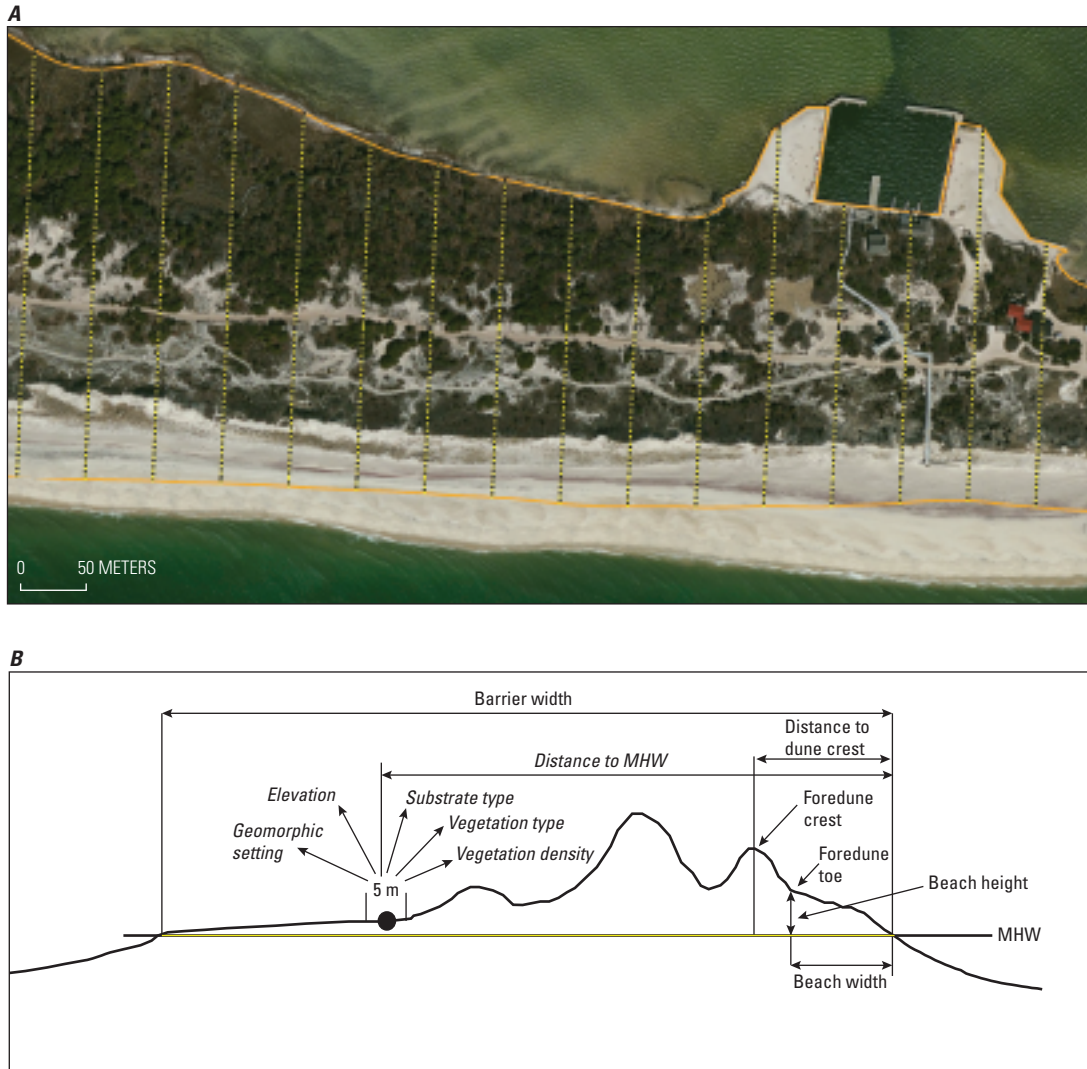 A
0 50 METERS
B
Barrier width
Distance to
dune crest
Distance to MHW
Elevation
Substrate type
Foredune
crest
Geomorphic
setting
Vegetation type
Vegetation density
Foredune
toe
5 m
Beach height
MHW
Beach width